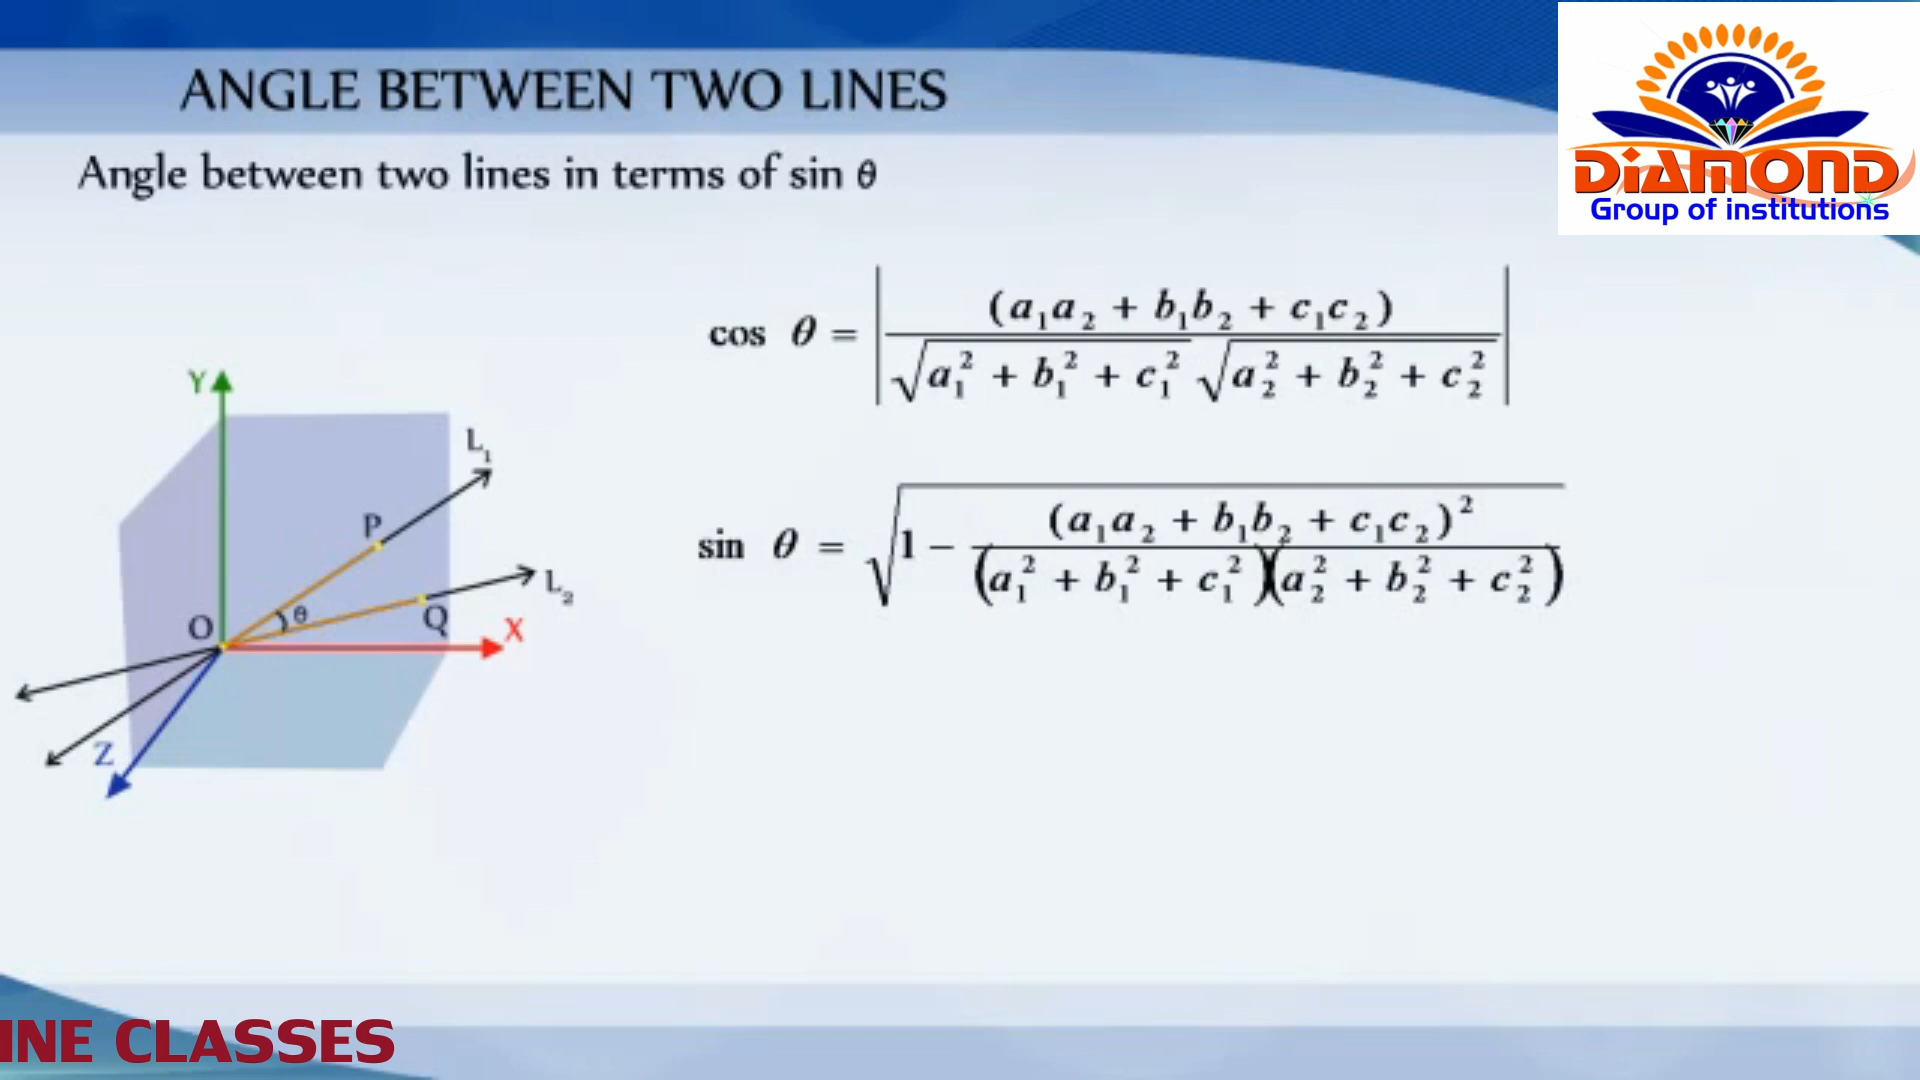 ANGLE BETWEEN TWO LINES
Angle between two lines in terms of sin θ
DiAMOND
Group of institutions
cos θ = | (a₁a₂ + b₁b₂ + c₁c₂) / √(a₁² + b₁² + c₁²) √(a₂² + b₂² + c₂²) |
sin θ = √(1 − (a₁a₂ + b₁b₂ + c₁c₂)² / (a₁² + b₁² + c₁²)(a₂² + b₂² + c₂²))
Y
L₁
P
L₂
θ
O
Q
X
Z
INE CLASSES